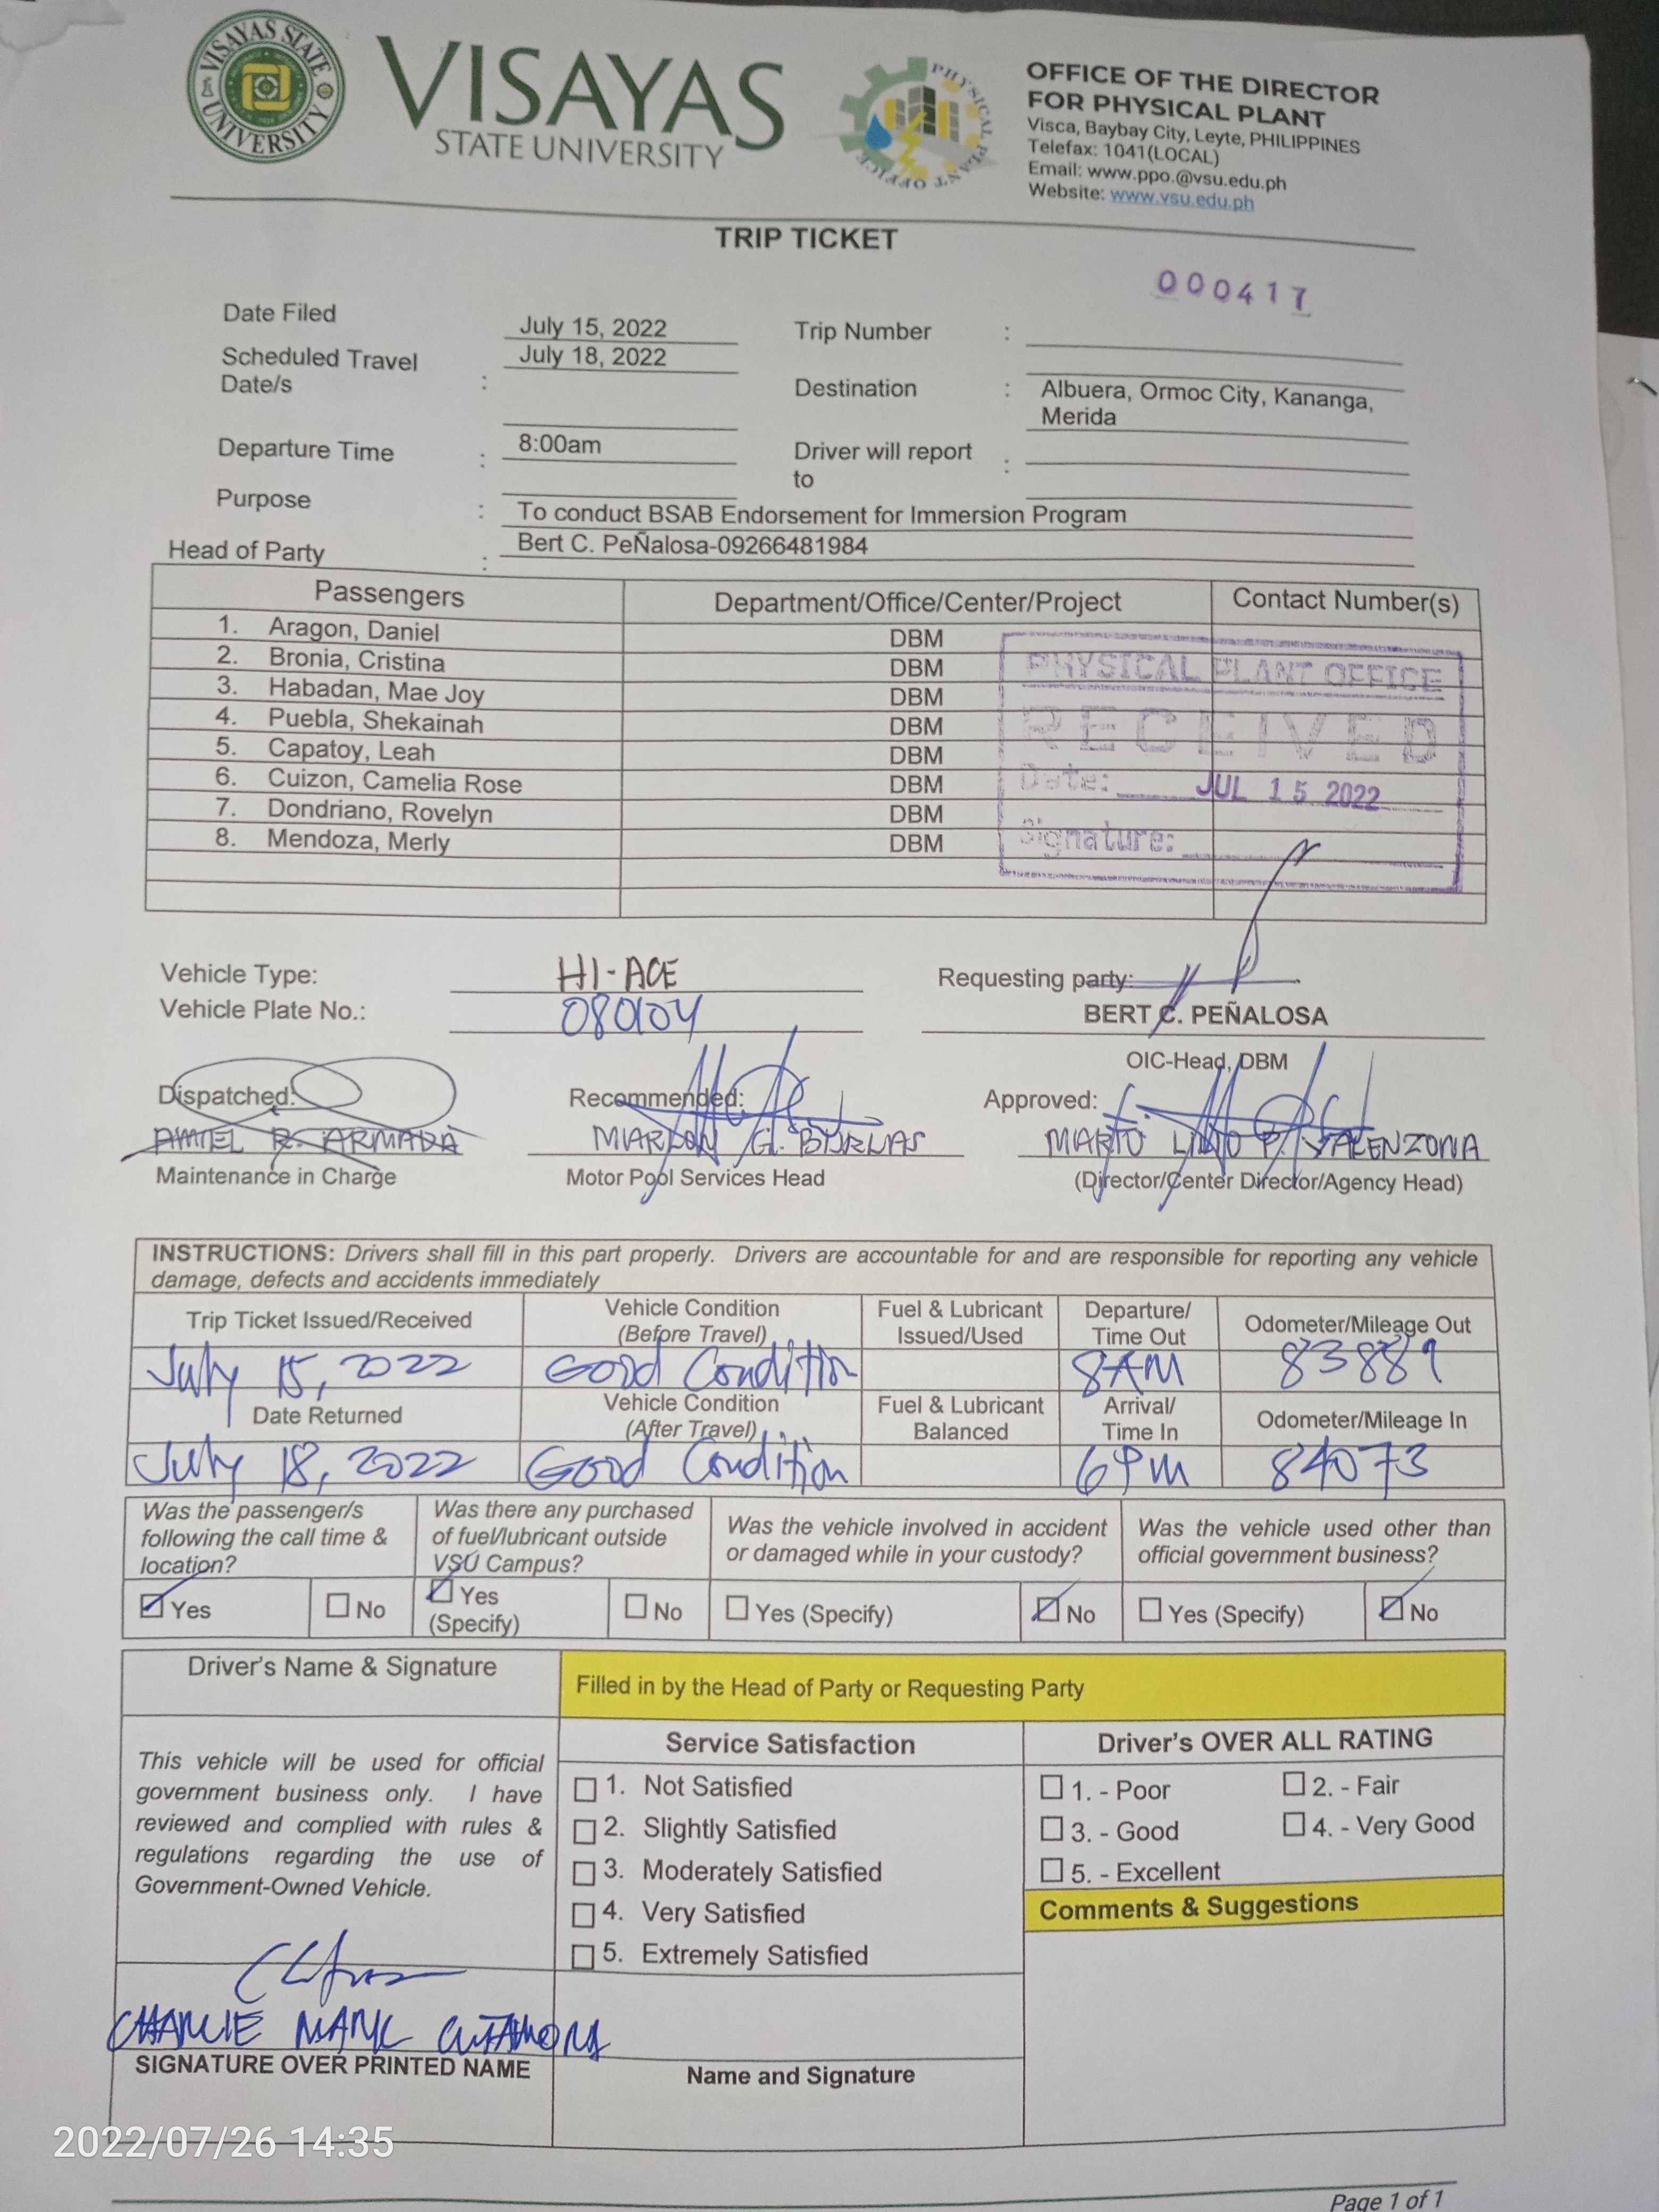 VISAYAS STATE UNIVERSITY
VISAYAS
STATE UNIVERSITY
PHYSICAL PLANT OFFICE
OFFICE OF THE DIRECTOR
FOR PHYSICAL PLANT
Visca, Baybay City, Leyte, PHILIPPINES
Telefax: 1041(LOCAL)
Email: www.ppo.@vsu.edu.ph
Website: www.vsu.edu.ph
TRIP TICKET
000417
Date Filed July 15, 2022 Trip Number :
Scheduled Travel Date/s : July 18, 2022 Destination : Albuera, Ormoc City, Kananga, Merida
Departure Time : 8:00am Driver will report to :
Purpose : To conduct BSAB Endorsement for Immersion Program
Head of Party : Bert C. PeÑalosa-09266481984
Passengers Department/Office/Center/Project Contact Number(s)
1. Aragon, Daniel DBM
2. Bronia, Cristina DBM
3. Habadan, Mae Joy DBM
4. Puebla, Shekainah DBM
5. Capatoy, Leah DBM
6. Cuizon, Camelia Rose DBM
7. Dondriano, Rovelyn DBM
8. Mendoza, Merly DBM
PHYSICAL PLANT OFFICE
RECEIVED
Date: JUL 15 2022
Signature:
Vehicle Type: HI-ACE Requesting party:
Vehicle Plate No.: 080104 BERT C. PEÑALOSA
OIC-Head, DBM
Dispatched: Recommended: Approved:
AMIEL R. ARMADA MARLON G. BURLAS MARIO LILIO P. VALENZONA
Maintenance in Charge Motor Pool Services Head (Director/Center Director/Agency Head)
INSTRUCTIONS: Drivers shall fill in this part properly. Drivers are accountable for and are responsible for reporting any vehicle
damage, defects and accidents immediately
Trip Ticket Issued/Received Vehicle Condition (Before Travel) Fuel & Lubricant Issued/Used Departure/ Time Out Odometer/Mileage Out
July 15, 2022 Good Condition 8AM 83889
Date Returned Vehicle Condition (After Travel) Fuel & Lubricant Balanced Arrival/ Time In Odometer/Mileage In
July 18, 2022 Good Condition 6PM 84073
Was the passenger/s following the call time & location? Was there any purchased of fuel/lubricant outside VSU Campus? Was the vehicle involved in accident or damaged while in your custody? Was the vehicle used other than official government business?
Yes No Yes (Specify) No Yes (Specify) No Yes (Specify) No
Driver's Name & Signature Filled in by the Head of Party or Requesting Party
This vehicle will be used for official
government business only. I have
reviewed and complied with rules &
regulations regarding the use of
Government-Owned Vehicle.
Service Satisfaction
1. Not Satisfied
2. Slightly Satisfied
3. Moderately Satisfied
4. Very Satisfied
5. Extremely Satisfied
Driver's OVER ALL RATING
1. - Poor 2. - Fair
3. - Good 4. - Very Good
5. - Excellent
Comments & Suggestions
CHARLIE MARK
SIGNATURE OVER PRINTED NAME
Name and Signature
2022/07/26 14:35
Page 1 of 1